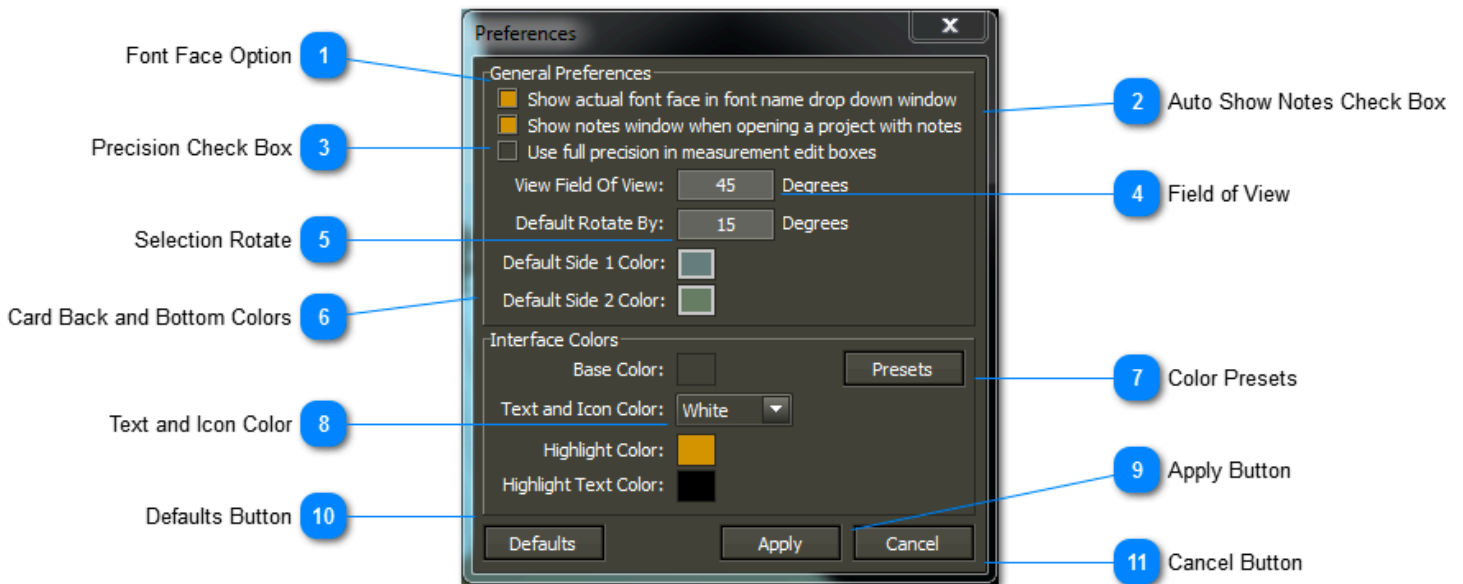 Preferences
X
Font Face Option 1
General Preferences
Show actual font face in font name drop down window
2 Auto Show Notes Check Box
Show notes window when opening a project with notes
Precision Check Box 3
Use full precision in measurement edit boxes
View Field Of View: 45 Degrees
4 Field of View
Default Rotate By: 15 Degrees
Selection Rotate 5
Default Side 1 Color:
Default Side 2 Color:
Card Back and Bottom Colors 6
Interface Colors
Base Color:
Presets
7 Color Presets
Text and Icon Color: White
Text and Icon Color 8
Highlight Color:
9 Apply Button
Highlight Text Color:
Defaults Button 10
Defaults Apply Cancel
11 Cancel Button